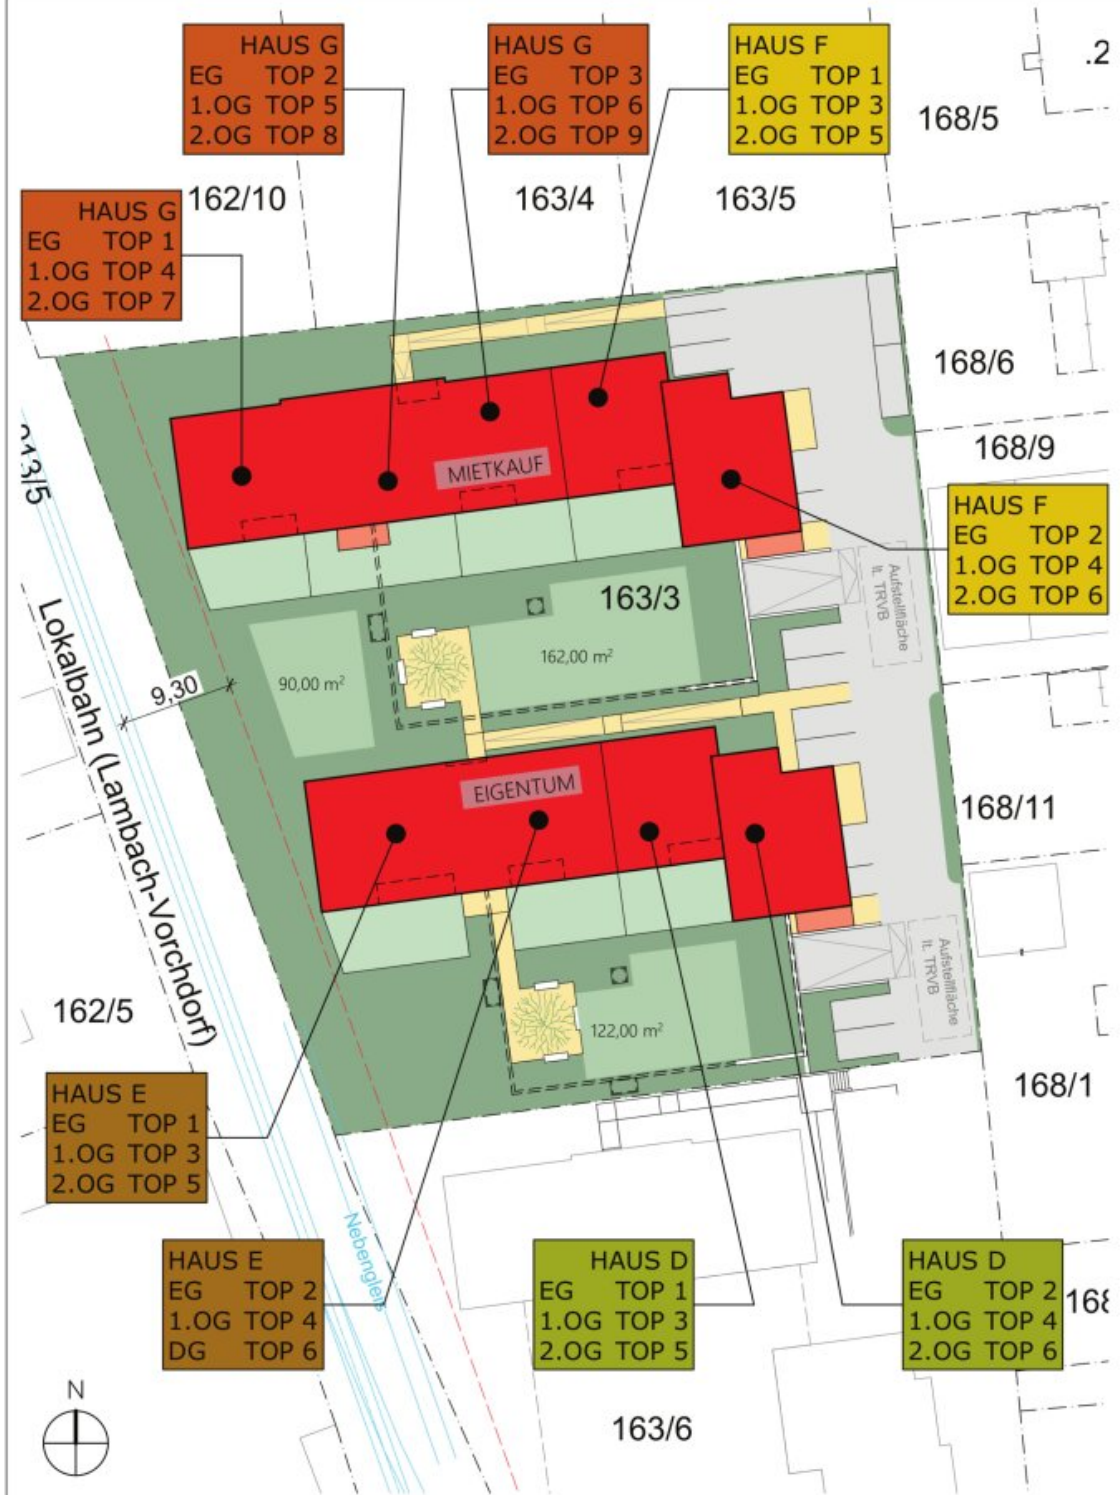 HAUS G
EG TOP 2
1.OG TOP 5
2.OG TOP 8
HAUS G
EG TOP 3
1.OG TOP 6
2.OG TOP 9
HAUS F
EG TOP 1
1.OG TOP 3
2.OG TOP 5
.2
168/5
162/10
163/4
163/5
HAUS G
EG TOP 1
1.OG TOP 4
2.OG TOP 7
168/6
168/9
MIETKAUF
HAUS F
EG TOP 2
1.OG TOP 4
2.OG TOP 6
Aufstellfläche
lt. TRVB
163/3
162,00 m²
90,00 m²
9,30
Lokalbahn (Lambach-Vorchdorf)
EIGENTUM
168/11
Aufstellfläche
lt. TRVB
162/5
122,00 m²
168/1
HAUS E
EG TOP 1
1.OG TOP 3
2.OG TOP 5
Nebengleis
HAUS E
EG TOP 2
1.OG TOP 4
DG TOP 6
HAUS D
EG TOP 1
1.OG TOP 3
2.OG TOP 5
HAUS D
EG TOP 2
1.OG TOP 4
2.OG TOP 6
N
163/6